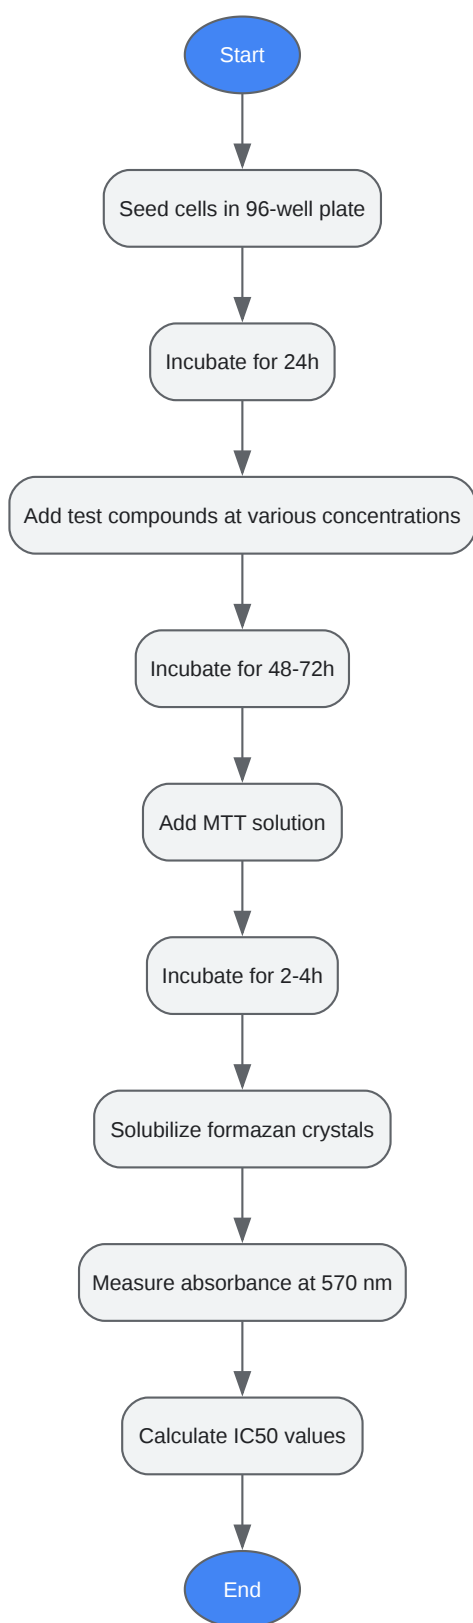 Start
Seed cells in 96-well plate
Incubate for 24h
Add test compounds at various concentrations
Incubate for 48-72h
Add MTT solution
Incubate for 2-4h
Solubilize formazan crystals
Measure absorbance at 570 nm
Calculate IC50 values
End